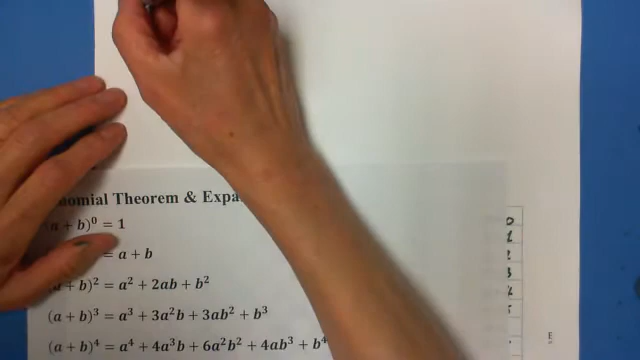 nomial Theorem & Expa
a + b)⁰ = 1
= a + b
+ b)² = a² + 2ab + b²
(a + b)³ = a³ + 3a²b + 3ab² + b³
(a + b)⁴ = a⁴ + 4a³b + 6a²b² + 4ab³ + b⁴
0
1
2
3
4
5
E